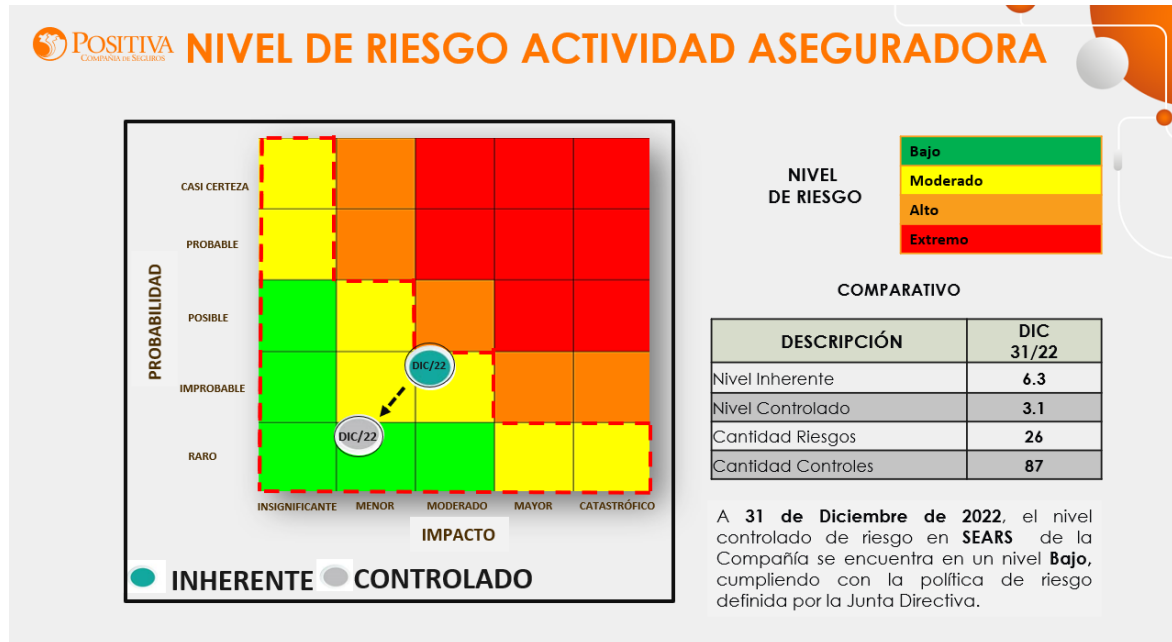 POSITIVA
COMPAÑÍA DE SEGUROS
NIVEL DE RIESGO ACTIVIDAD ASEGURADORA
PROBABILIDAD
CASI CERTEZA
PROBABLE
POSIBLE
IMPROBABLE
RARO
DIC/22
DIC/22
INSIGNIFICANTE MENOR MODERADO MAYOR CATASTRÓFICO
IMPACTO
INHERENTE CONTROLADO
NIVEL
DE RIESGO
Bajo
Moderado
Alto
Extremo
COMPARATIVO
DESCRIPCIÓN DIC
31/22
Nivel Inherente 6.3
Nivel Controlado 3.1
Cantidad Riesgos 26
Cantidad Controles 87
A 31 de Diciembre de 2022, el nivel
controlado de riesgo en SEARS de la
Compañía se encuentra en un nivel Bajo,
cumpliendo con la política de riesgo
definida por la Junta Directiva.